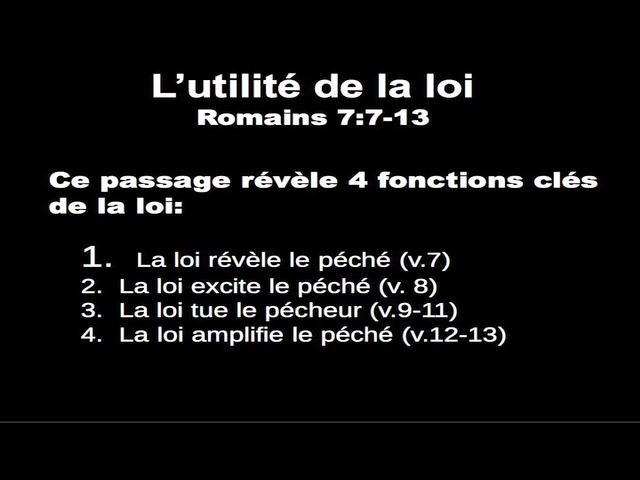 L’utilité de la loi
Romains 7:7-13
Ce passage révèle 4 fonctions clés
de la loi:
1. La loi révèle le péché (v.7)
2. La loi excite le péché (v. 8)
3. La loi tue le pécheur (v.9-11)
4. La loi amplifie le péché (v.12-13)